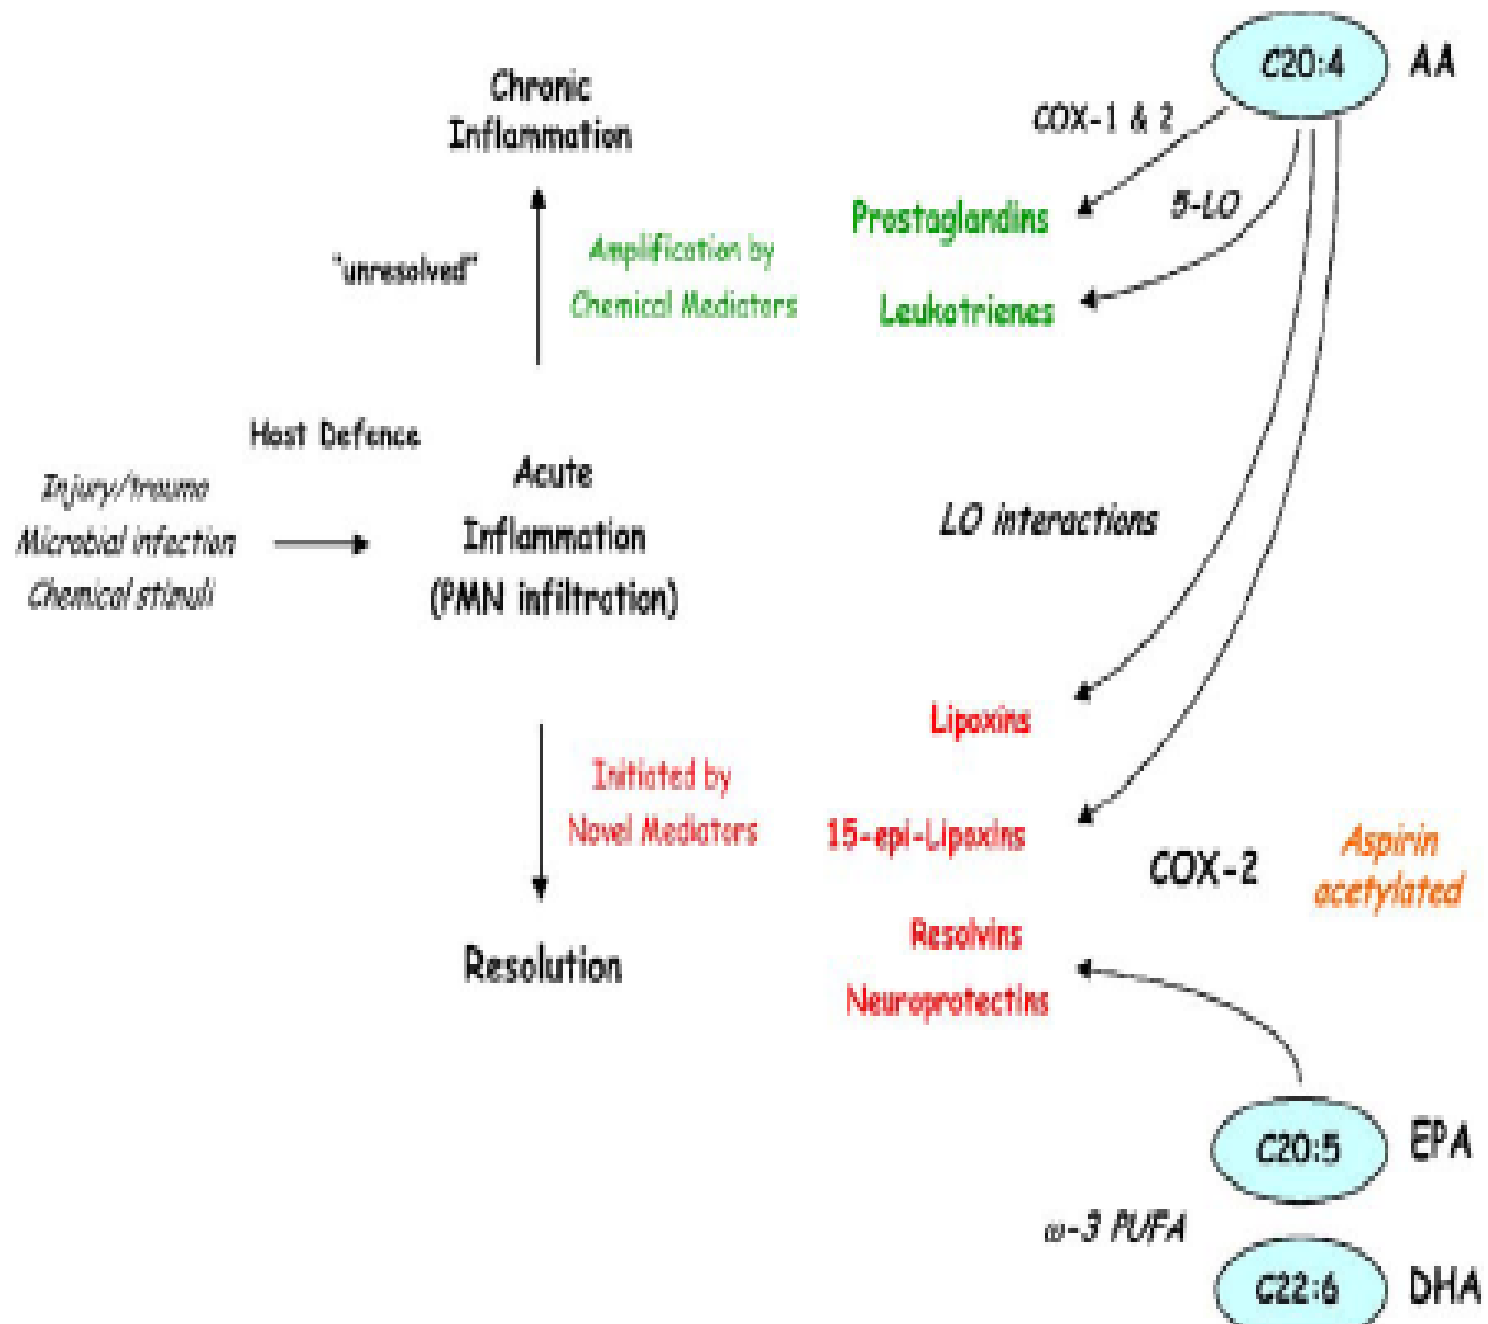 C20:4 AA
Chronic
Inflammation
COX-1 & 2
5-LO
Prostaglandins
"unresolved"
Amplification by
Chemical Mediators
Leukotrienes
Host Defence
Injury/trauma
Microbial infection
Chemical stimuli
Acute
Inflammation
(PMN infiltration)
LO interactions
Lipoxins
Initiated by
Novel Mediators
15-epi-Lipoxins
COX-2
Aspirin
acetylated
Resolvins
Neuroprotectins
Resolution
C20:5 EPA
ω-3 PUFA
C22:6 DHA